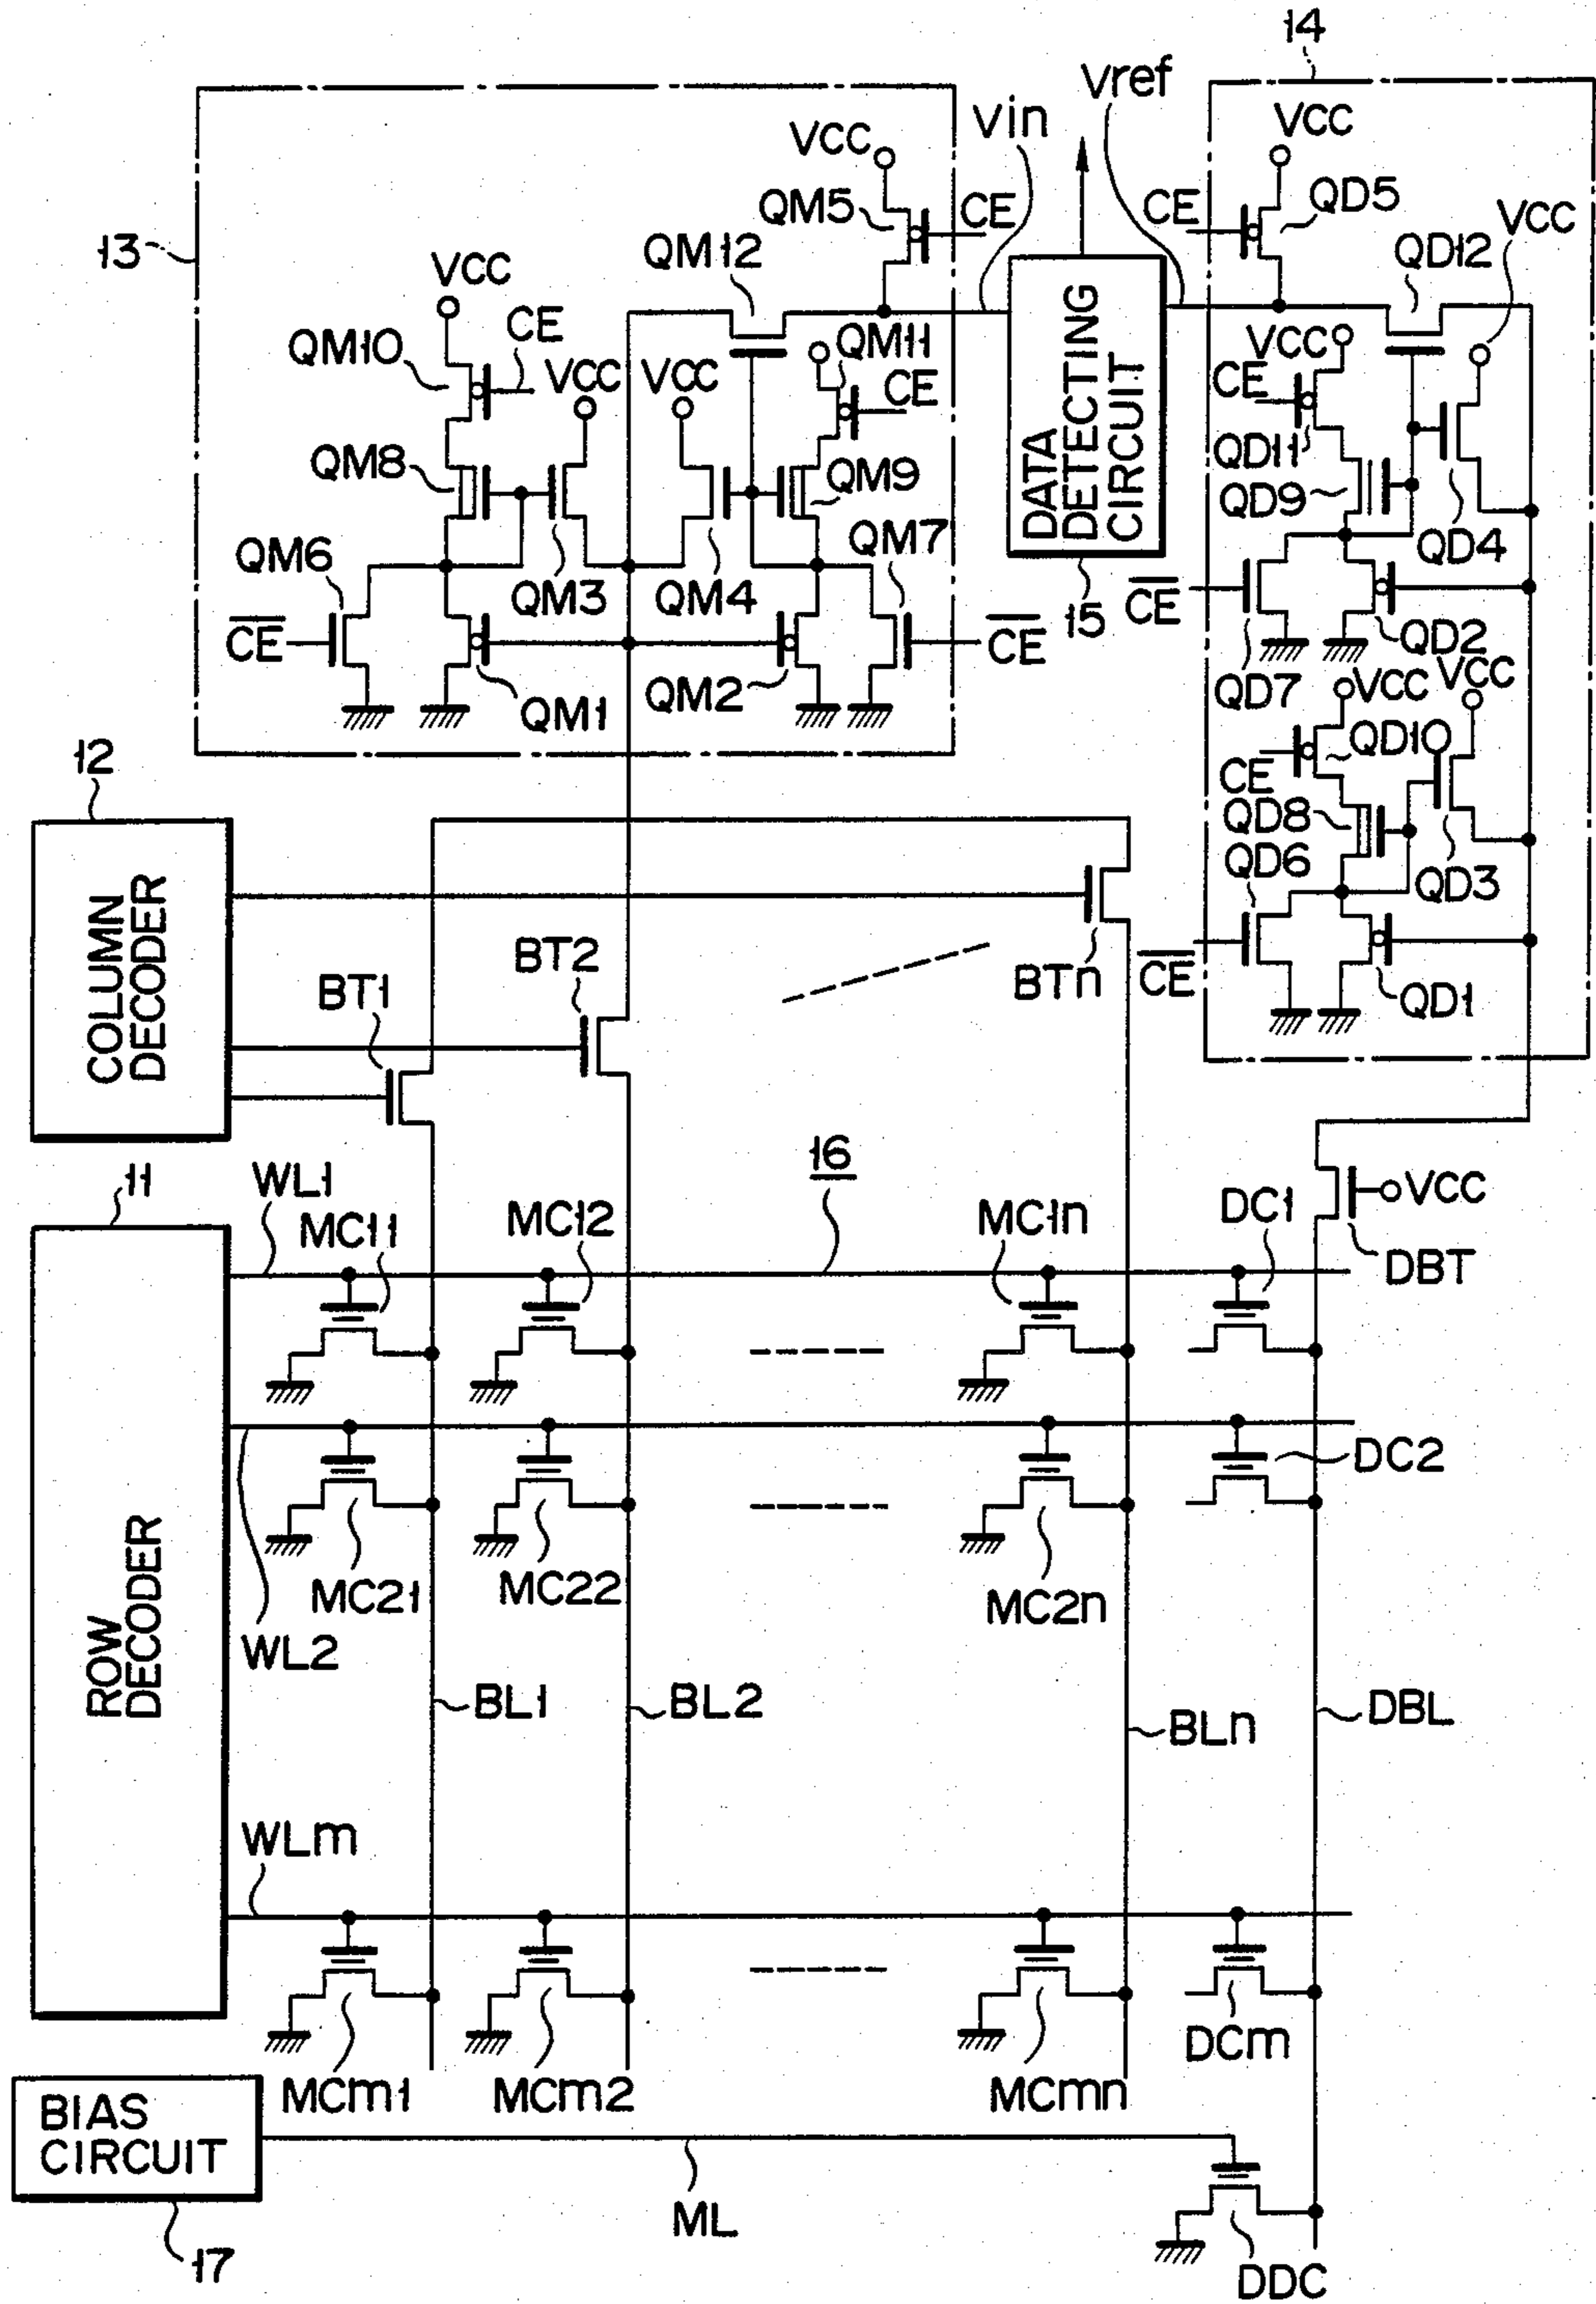 14
Vref
Vin
VCC
VCC
QM5
CE
CE
QD5
VCC
13
QM12
QD12
VCC
QM10
CE
VCC
VCC
QM11
CE
VCC
CE
QM8
QM9
DATA
DETECTING
CIRCUIT
QD11
QD9
QM6
QM3
QM4
QM7
QD4
CE
CE
15
CE
QD2
QM1
QM2
QD7
VCC
VCC
12
QD10
CE
QD8
QD6
QD3
COLUMN
DECODER
BT1
BT2
BTn
CE
QD1
11
WL1
16
MC11
MC12
MC1n
DC1
VCC
DBT
ROW
DECODER
DC2
MC21
MC22
MC2n
WL2
BL1
BL2
BLn
DBL
WLm
MCm1
MCm2
MCmn
DCm
BIAS
CIRCUIT
ML
17
DDC